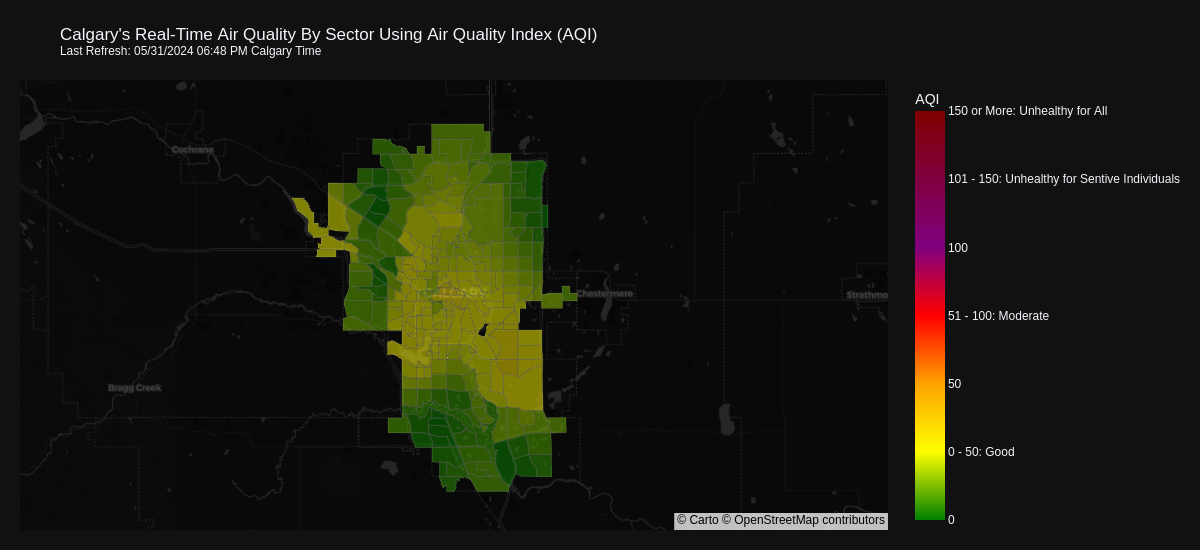 Calgary's Real-Time Air Quality By Sector Using Air Quality Index (AQI)
Last Refresh: 05/31/2024 06:48 PM Calgary Time
AQI
150 or More: Unhealthy for All
101 - 150: Unhealthy for Sentive Individuals
100
51 - 100: Moderate
50
0 - 50: Good
0
Cochrane
Chestermere
Strathmo
Bragg Creek
© Carto © OpenStreetMap contributors